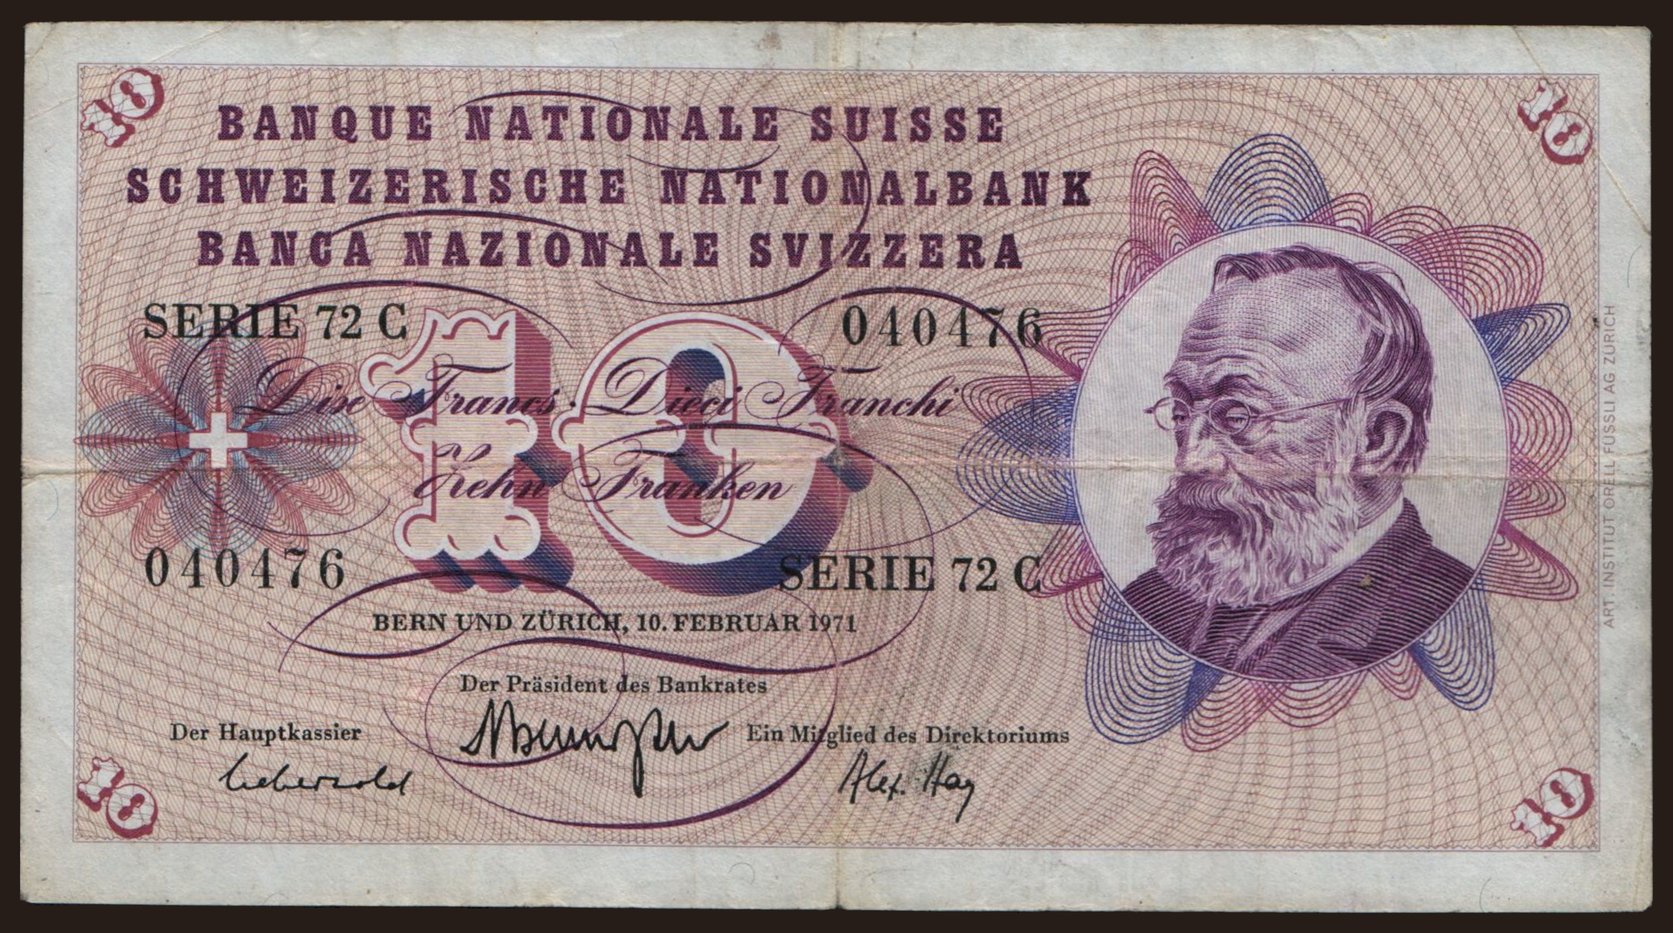 10
10
BANQUE NATIONALE SUISSE
SCHWEIZERISCHE NATIONALBANK
BANCA NAZIONALE SVIZZERA
SERIE 72 C
040476
10
Dise Francs · Dieci Franchi
Zehn Franken
040476
SERIE 72 C
BERN UND ZÜRICH, 10. FEBRUAR 1971
Der Präsident des Bankrates
Der Hauptkassier
Ein Mitglied des Direktoriums
Alex. Hay
10
10
ART. INSTITUT ORELL FÜSSLI AG ZÜRICH